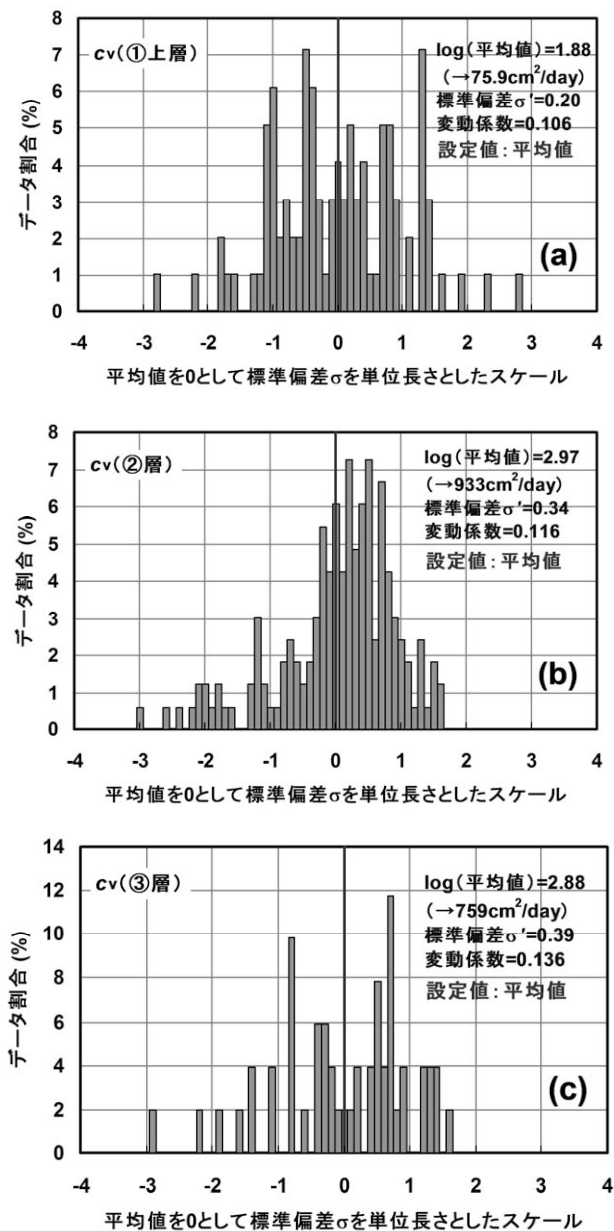 8
7
6
5
4
3
2
1
0
データ割合 (%)
cv(①上層)
log(平均値)=1.88
(→75.9cm²/day)
標準偏差σ'=0.20
変動係数=0.106
設定値：平均値
(a)
-4 -3 -2 -1 0 1 2 3 4
平均値を0として標準偏差σを単位長さとしたスケール
8
7
6
5
4
3
2
1
0
データ割合 (%)
cv(②層)
log(平均値)=2.97
(→933cm²/day)
標準偏差σ'=0.34
変動係数=0.116
設定値：平均値
(b)
-4 -3 -2 -1 0 1 2 3 4
平均値を0として標準偏差σを単位長さとしたスケール
14
12
10
8
6
4
2
0
データ割合 (%)
cv(③層)
log(平均値)=2.88
(→759cm²/day)
標準偏差σ'=0.39
変動係数=0.136
設定値：平均値
(c)
-4 -3 -2 -1 0 1 2 3 4
平均値を0として標準偏差σを単位長さとしたスケール